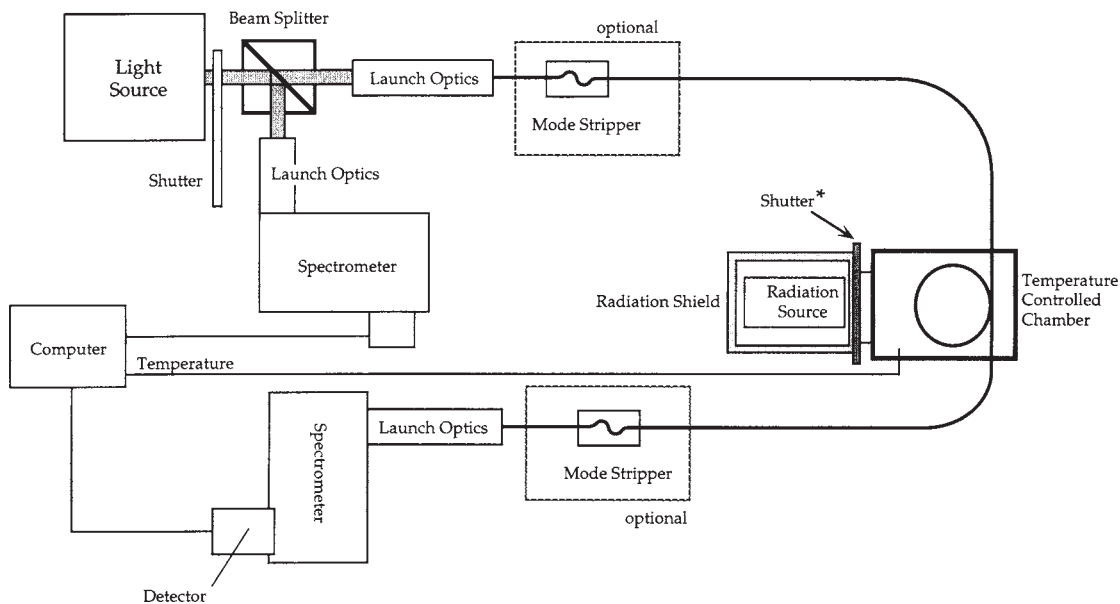 Beam Splitter
optional
Light
Source
Launch Optics
Mode Stripper
Shutter
Launch Optics
Shutter*
Spectrometer
Radiation Shield
Radiation
Source
Temperature
Controlled
Chamber
Computer
Temperature
Launch Optics
Spectrometer
Mode Stripper
optional
Detector